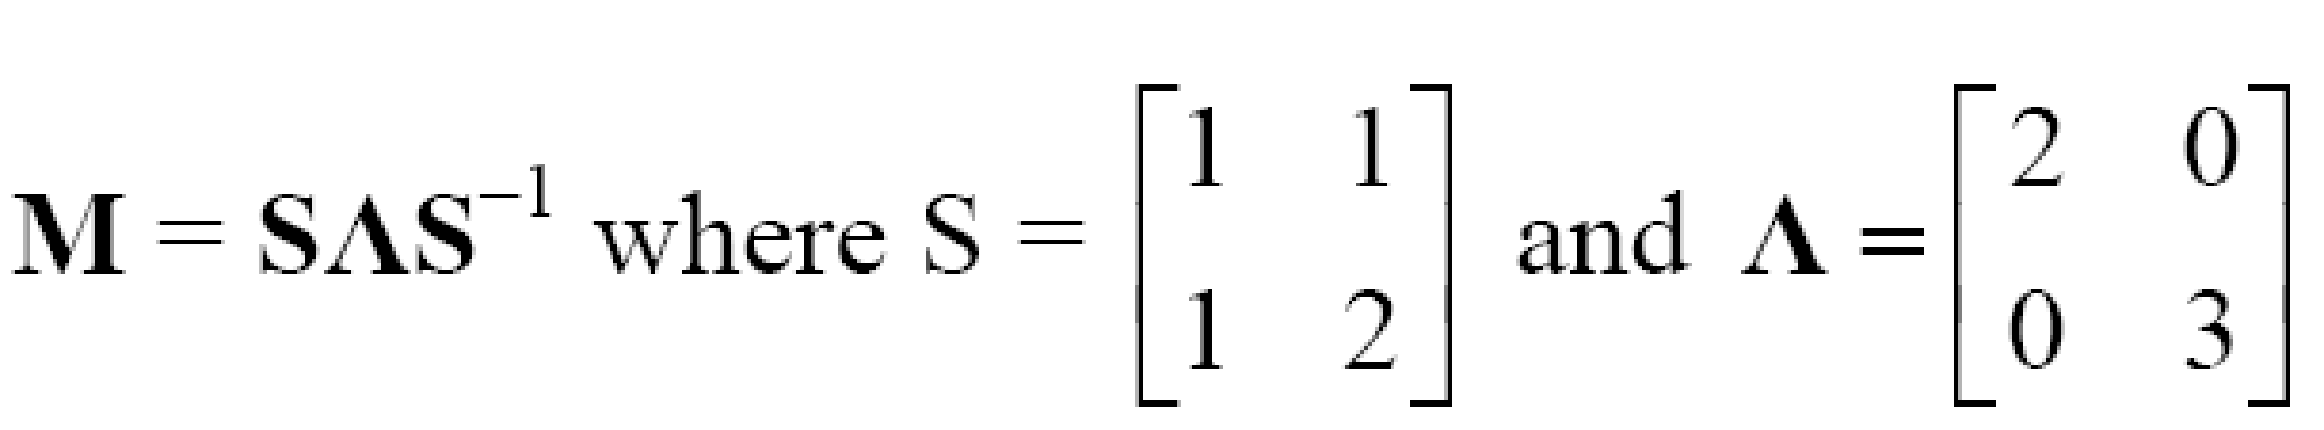 M = SΛS⁻¹ where S = [1 1; 1 2] and Λ = [2 0; 0 3]